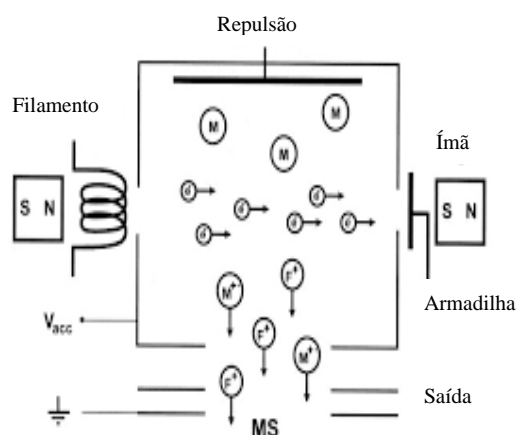 Repulsão
Filamento
Ímã
M
M
M
S N
S N
Armadilha
M⁺
F⁺
Vacc
F⁺
M⁺
F⁺
Saída
MS